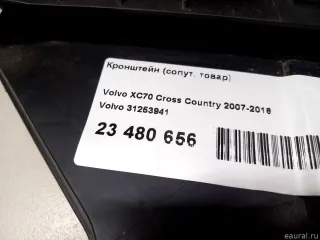 Кронштейн (сопут. товар)
Volvo XC70 Cross Country 2007-2016
Volvo 31253941
23 480 656
eaural.ru